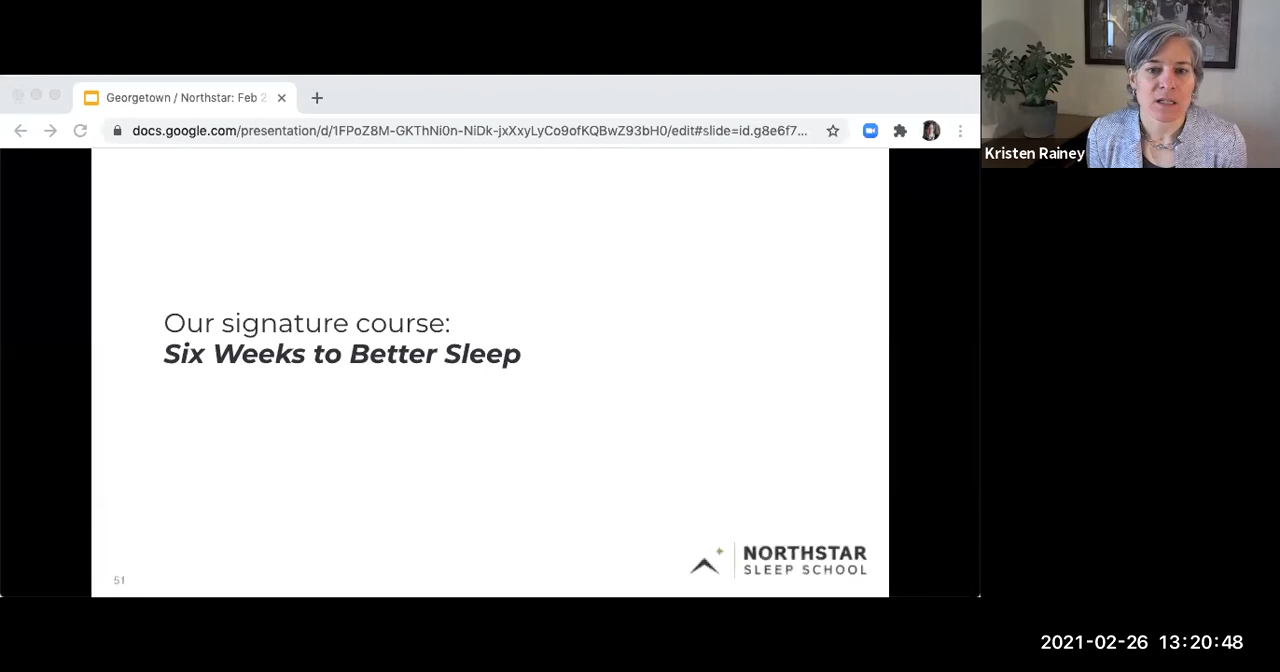 Georgetown / Northstar: Feb 2
docs.google.com/presentation/d/1FPoZ8M-GKThNi0n-NiDk-jxXxyLyCo9ofKQBwZ93bH0/edit#slide=id.g8e6f7...
Kristen Rainey
Our signature course:
Six Weeks to Better Sleep
NORTHSTAR
SLEEP SCHOOL
51
2021-02-26 13:20:48